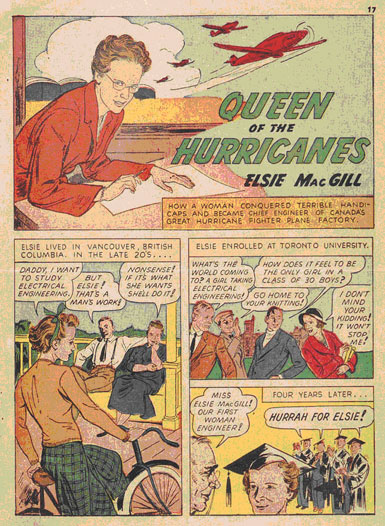 17
QUEEN
OF THE
HURRICANES
ELSIE MACGILL
HOW A WOMAN CONQUERED TERRIBLE HANDI-
CAPS AND BECAME CHIEF ENGINEER OF CANADA'S
GREAT HURRICANE FIGHTER PLANE FACTORY.
ELSIE LIVED IN VANCOUVER, BRITISH
COLUMBIA. IN THE LATE 20'S....
DADDY, I WANT
TO STUDY
ELECTRICAL
ENGINEERING.
BUT
ELSIE!
THAT'S A
MAN'S WORK!
NONSENSE!
IF IT'S WHAT
SHE WANTS
SHE'LL DO IT!
ELSIE ENROLLED AT TORONTO UNIVERSITY.
WHAT'S THE
WORLD COMING
TO? A GIRL TAKING
ELECTRICAL
ENGINEERING!
HOW DOES IT FEEL TO BE
THE ONLY GIRL IN A
CLASS OF 30 BOYS?
GO HOME TO
YOUR KNITTING!
I DON'T
MIND YOUR
KIDDING!
IT WON'T
STOP
ME!
MISS
ELSIE MACGILL!
OUR FIRST
WOMAN
ENGINEER!
FOUR YEARS LATER...
HURRAH FOR ELSIE!